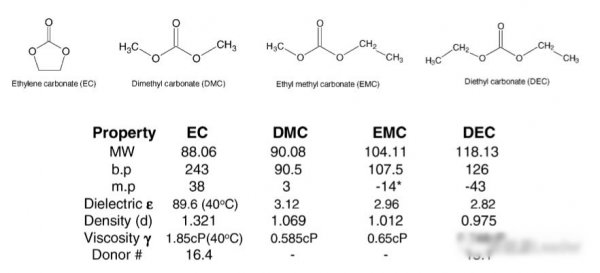 O
O
O
Ethylene carbonate (EC)
O
H₃C
O
O
CH₃
Dimethyl carbonate (DMC)
O
H₃C
O
O
CH₂
CH₃
Ethyl methyl carbonate (EMC)
O
CH₂
H₃C
O
O
CH₂
CH₃
Diethyl carbonate (DEC)
Property EC DMC EMC DEC
MW 88.06 90.08 104.11 118.13
b.p 243 90.5 107.5 126
m.p 38 3 -14* -43
Dielectric ε 89.6 (40°C) 3.12 2.96 2.82
Density (d) 1.321 1.069 1.012 0.975
Viscosity γ 1.85cP(40°C) 0.585cP 0.65cP
Donor # 16.4 - -